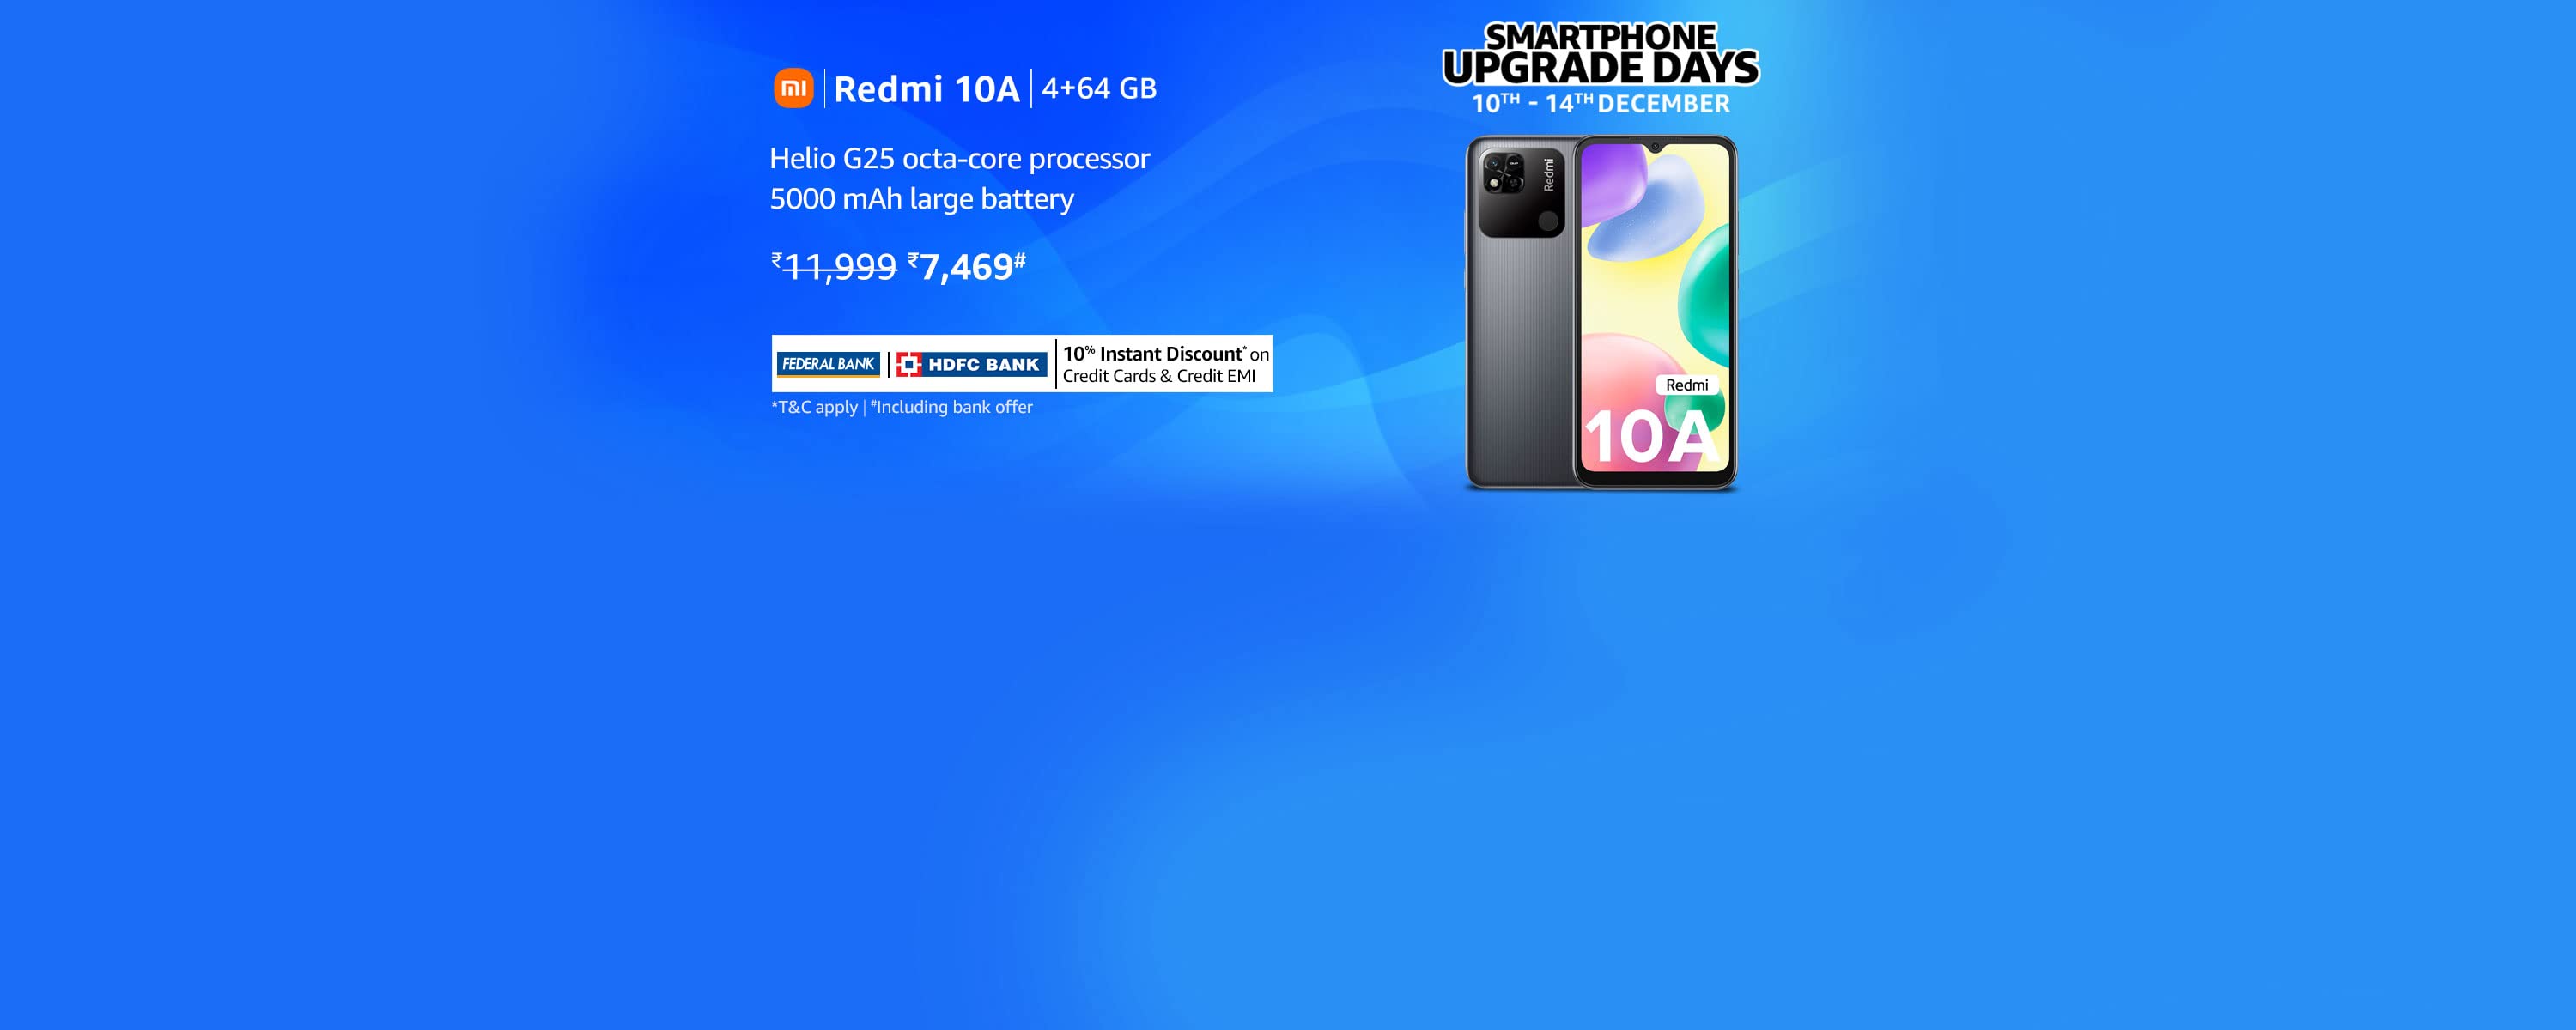 mi | Redmi 10A | 4+64 GB
Helio G25 octa-core processor
5000 mAh large battery
₹11,999 ₹7,469#
FEDERAL BANK | HDFC BANK
10% Instant Discount* on
Credit Cards & Credit EMI
*T&C apply | #Including bank offer
SMARTPHONE
UPGRADE DAYS
10TH - 14TH DECEMBER
Redmi
Redmi
10A